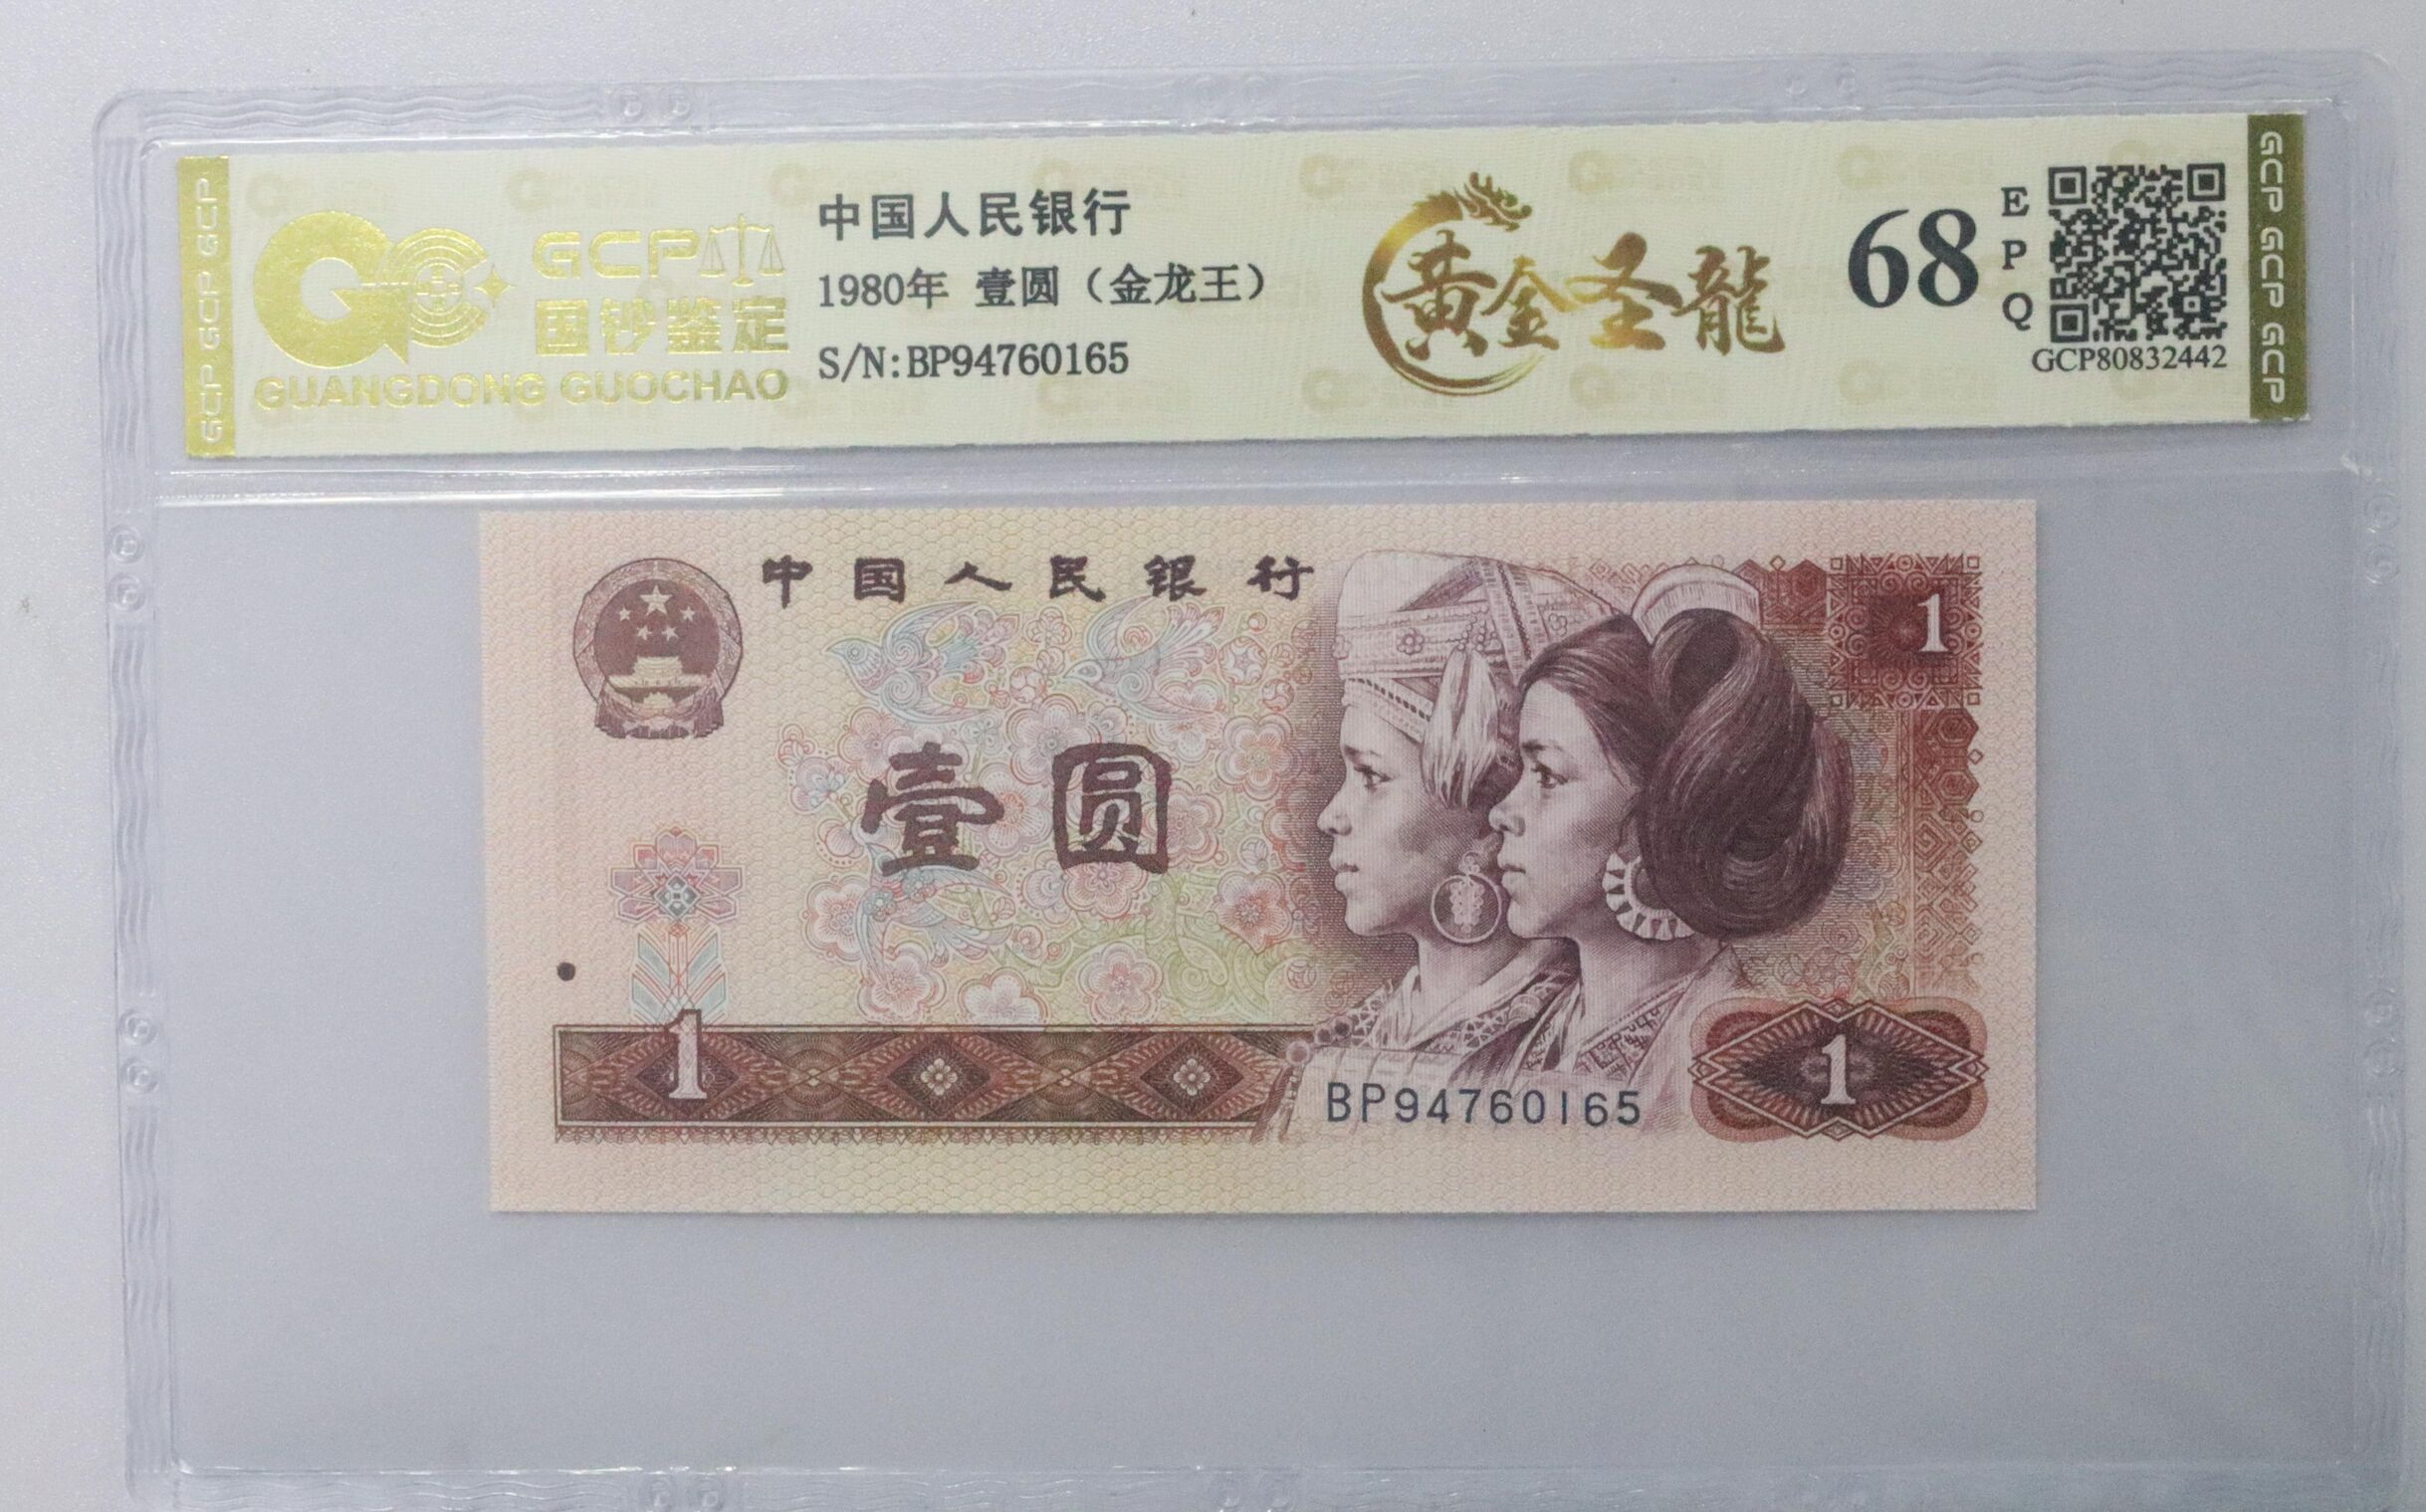 GCP GCP GCP
GCP
国钞鉴定
GUANGDONG GUOCHAO
中国人民银行
1980年 壹圆（金龙王）
S/N:BP94760165
黄金圣龍
68
EPQ
GCP80832442
GCP GCP GCP
中国人民银行
1
壹圆
1
BP94760165
1